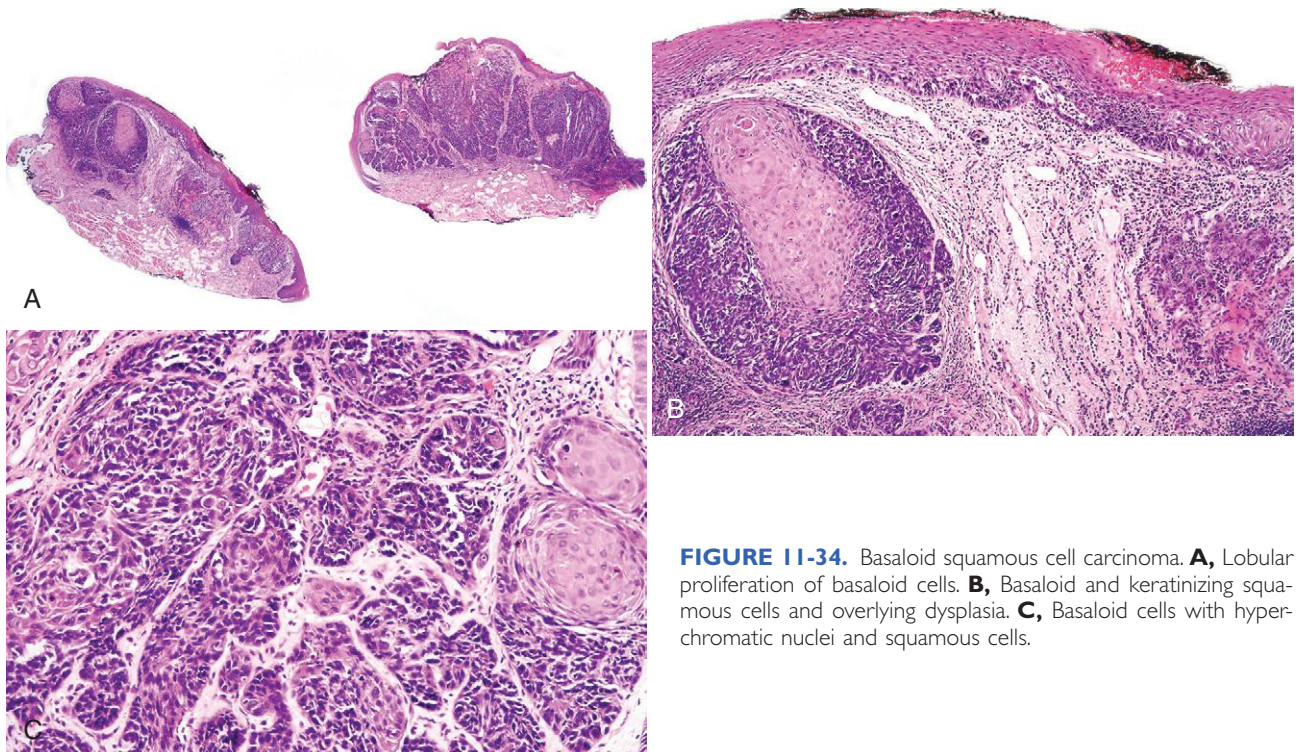 A
B
C
FIGURE 11-34. Basaloid squamous cell carcinoma. A, Lobular
proliferation of basaloid cells. B, Basaloid and keratinizing squa-
mous cells and overlying dysplasia. C, Basaloid cells with hyper-
chromatic nuclei and squamous cells.